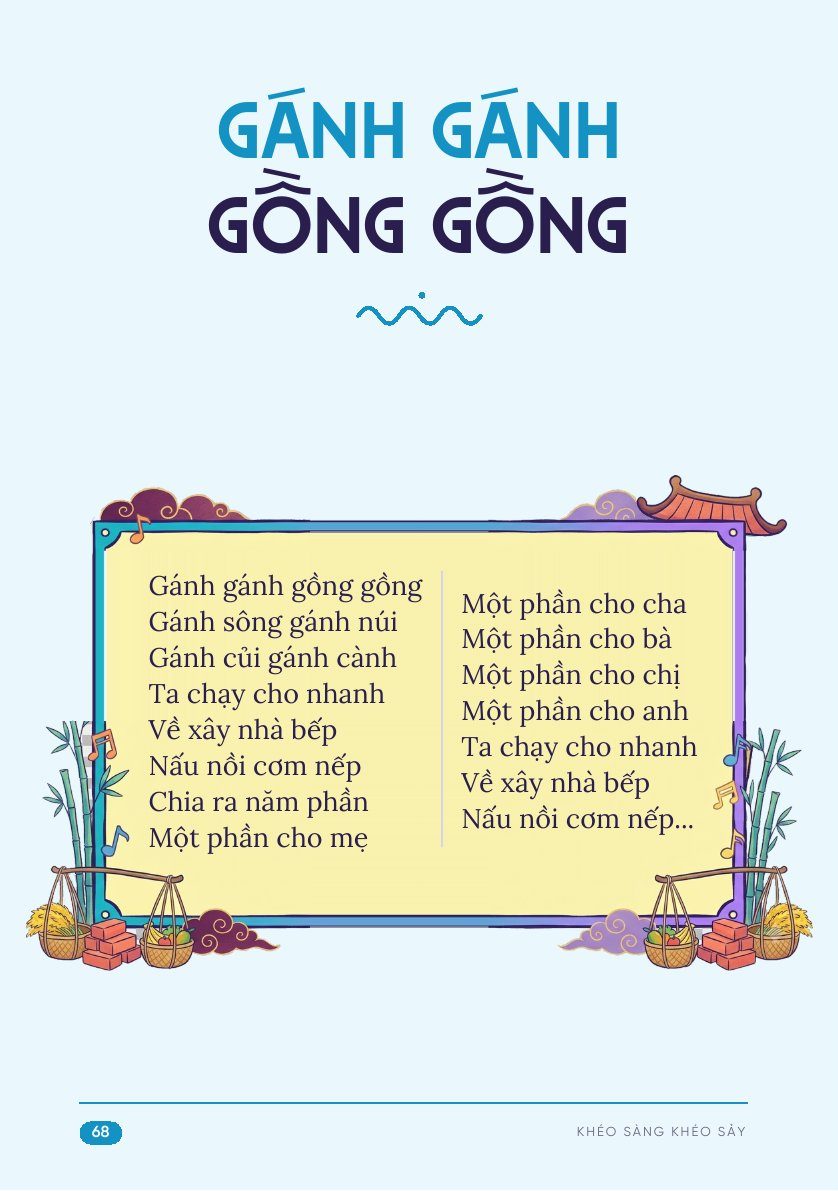 GÁNH GÁNH
GỒNG GỒNG
Gánh gánh gồng gồng
Gánh sông gánh núi
Gánh củi gánh cành
Ta chạy cho nhanh
Về xây nhà bếp
Nấu nồi cơm nếp
Chia ra năm phần
Một phần cho mẹ
Một phần cho cha
Một phần cho bà
Một phần cho chị
Một phần cho anh
Ta chạy cho nhanh
Về xây nhà bếp
Nấu nồi cơm nếp...
68
KHÉO SÀNG KHÉO SẢY